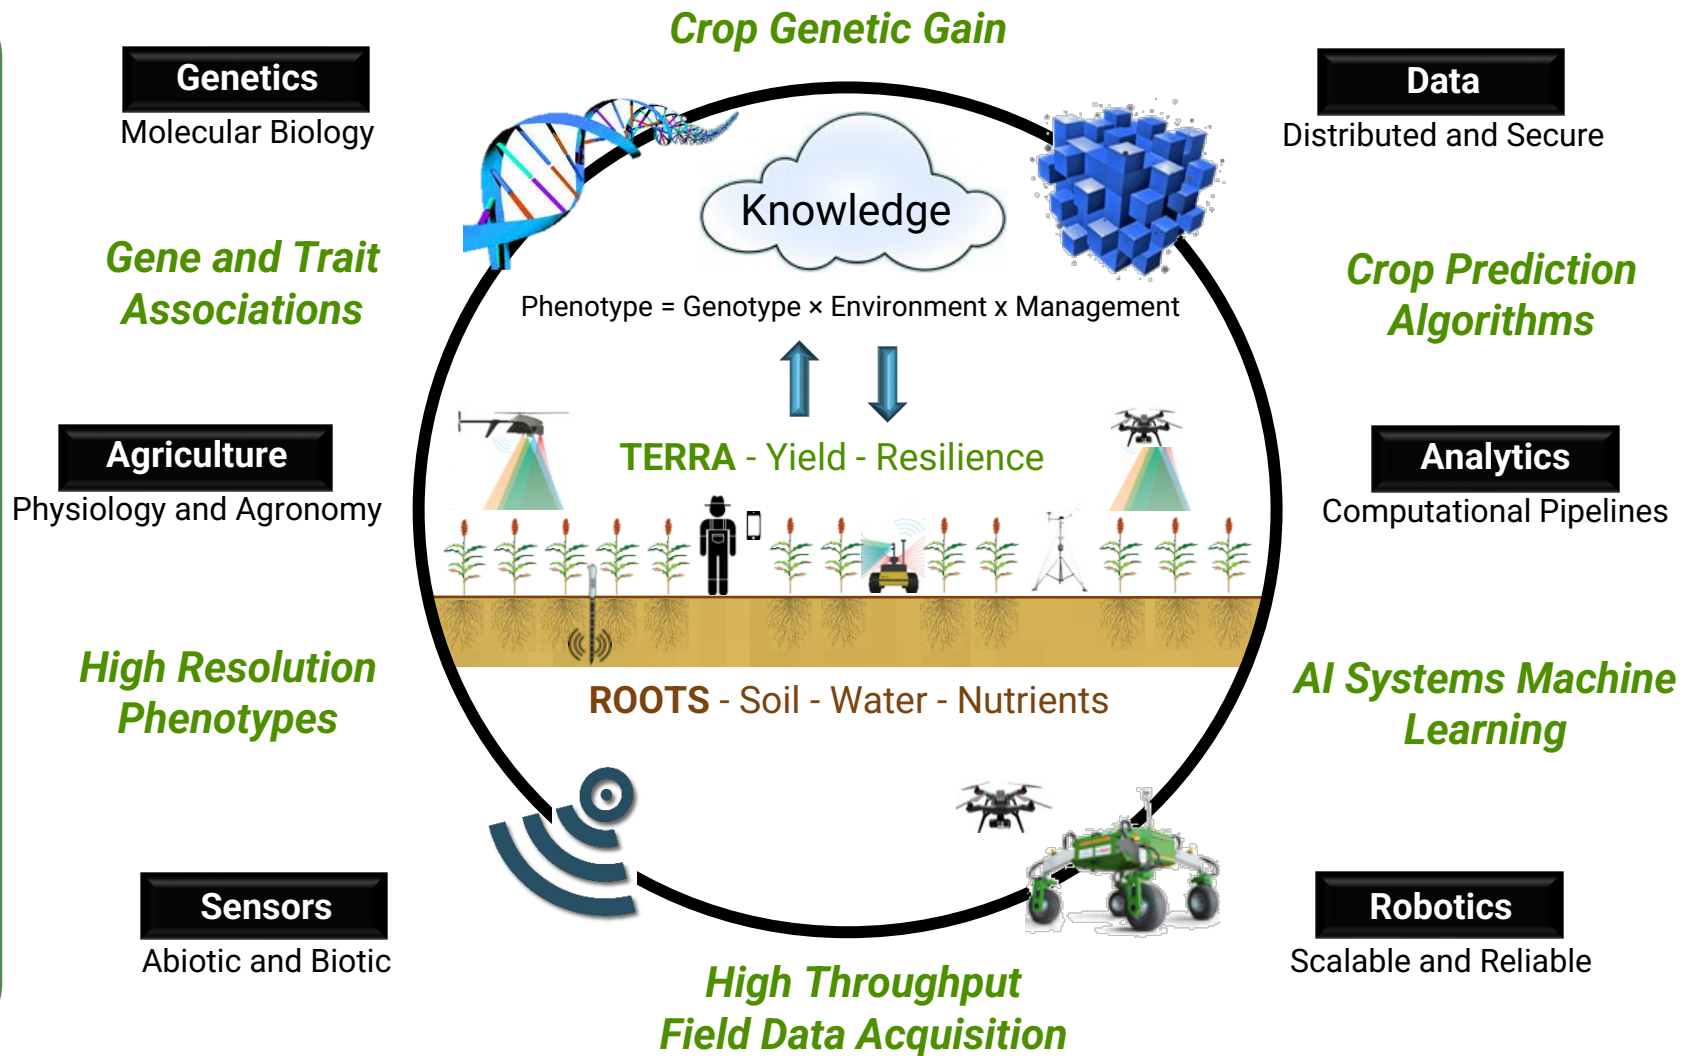 Crop Genetic Gain
Genetics
Molecular Biology
Data
Distributed and Secure
Knowledge
Gene and Trait
Associations
Crop Prediction
Algorithms
Phenotype = Genotype × Environment x Management
Agriculture
Physiology and Agronomy
TERRA - Yield - Resilience
Analytics
Computational Pipelines
High Resolution
Phenotypes
ROOTS - Soil - Water - Nutrients
AI Systems Machine
Learning
Sensors
Abiotic and Biotic
Robotics
Scalable and Reliable
High Throughput
Field Data Acquisition